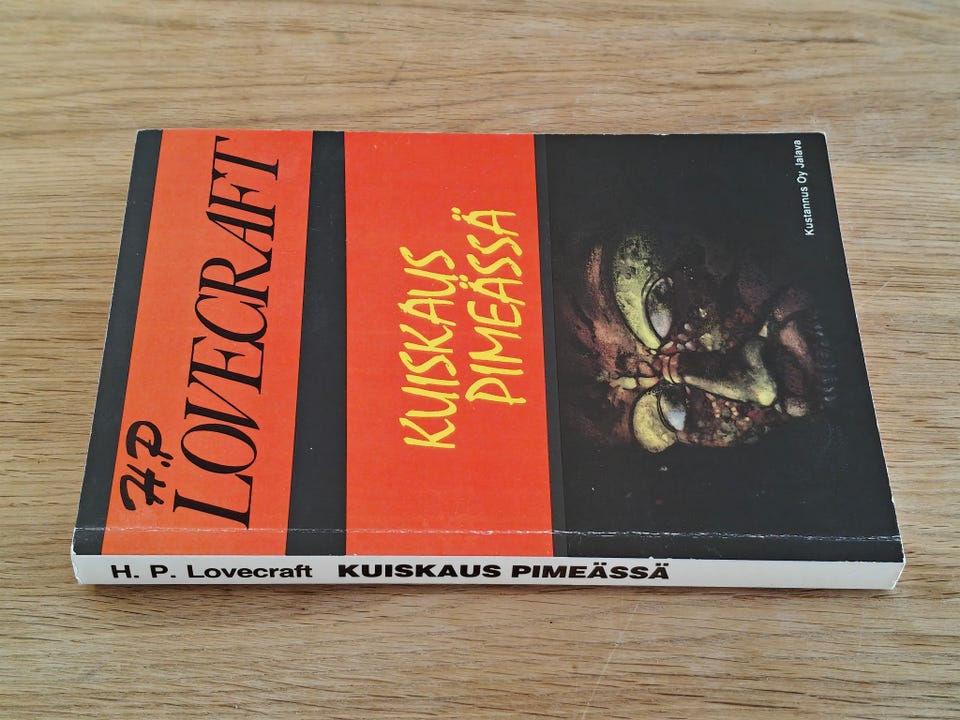 H.P.
LOVECRAFT
KUISKAUS
PIMEÄSSÄ
Kustannus Oy Jalava
H. P. Lovecraft KUISKAUS PIMEÄSSÄ